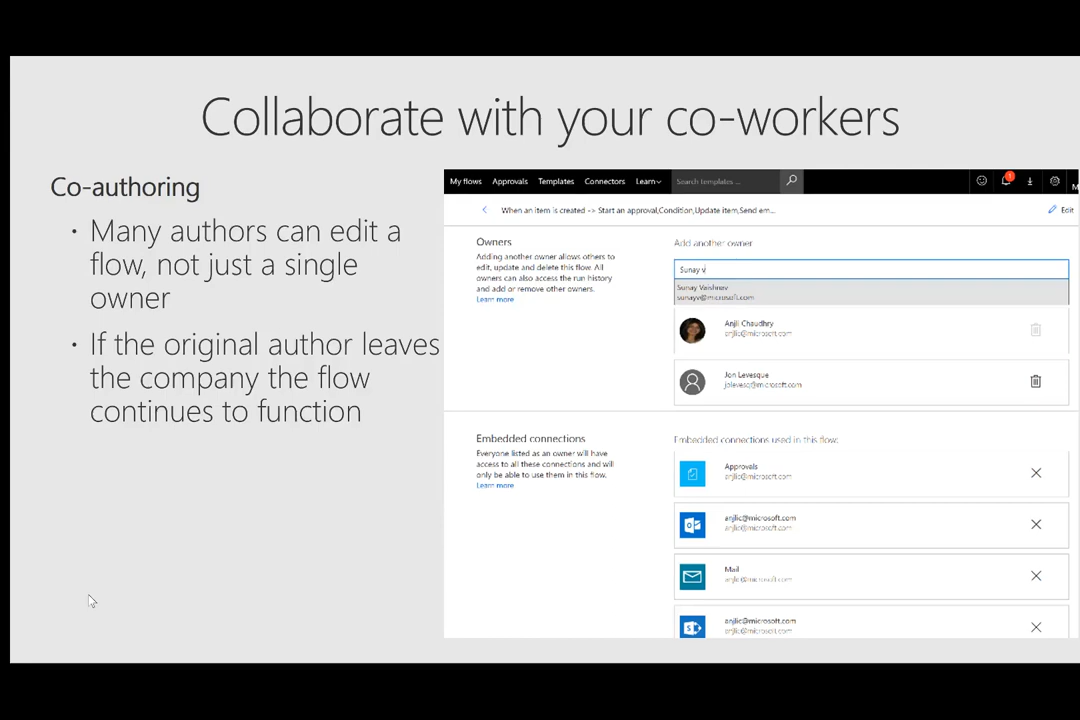 Collaborate with your co-workers
Co-authoring
• Many authors can edit a
flow, not just a single
owner
• If the original author leaves
the company the flow
continues to function
My flows Approvals Templates Connectors Learn Search templates ... 1
When an item is created -> Start an approval,Condition,Update item,Send em... Edit
Owners
Adding another owner allows others to
edit, update and delete this flow. All
owners can also access the run history
and add or remove other owners.
Learn more
Add another owner
Sunay v
Sunay Vaishnav
sunayv@microsoft.com
Anjli Chaudhry
anjlic@microsoft.com
Jon Levesque
jolevesq@microsoft.com
Embedded connections
Everyone listed as an owner will have
access to all these connections and will
only be able to use them in this flow.
Learn more
Embedded connections used in this flow:
Approvals
anjlic@microsoft.com
anjlic@microsoft.com
anjlic@microsoft.com
Mail
anjlic@microsoft.com
anjlic@microsoft.com
anjlic@microsoft.com